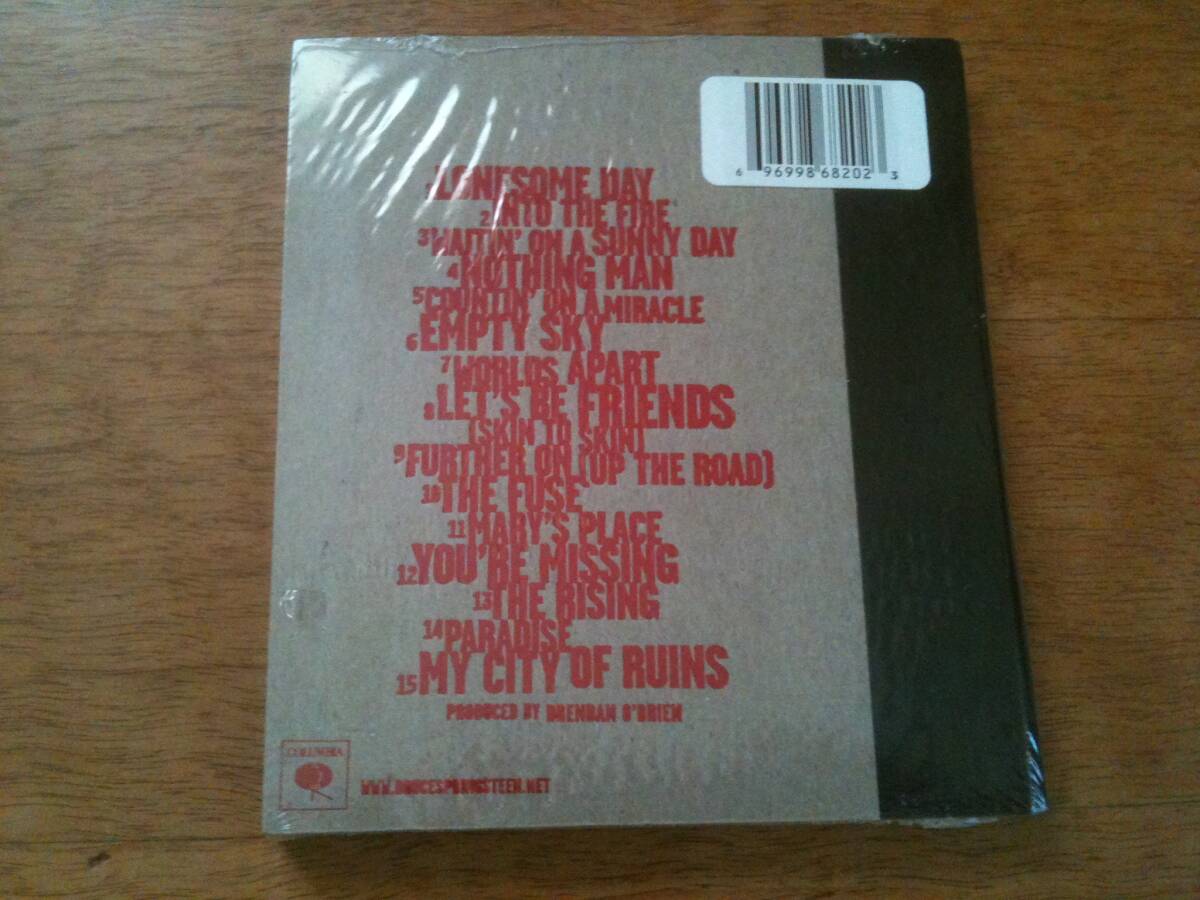 6 96998 68202 3
1 LONESOME DAY
2 INTO THE FIRE
3 WAITIN' ON A SUNNY DAY
4 NOTHING MAN
5 COUNTIN' ON A MIRACLE
6 EMPTY SKY
7 WORLDS APART
8 LET'S BE FRIENDS
(SKIN TO SKIN)
9 FURTHER ON (UP THE ROAD)
10 THE FUSE
11 MARY'S PLACE
12 YOU'RE MISSING
13 THE RISING
14 PARADISE
15 MY CITY OF RUINS
PRODUCED BY BRENDAN O'BRIEN
COLUMBIA
WWW.BRUCESPRINGSTEEN.NET